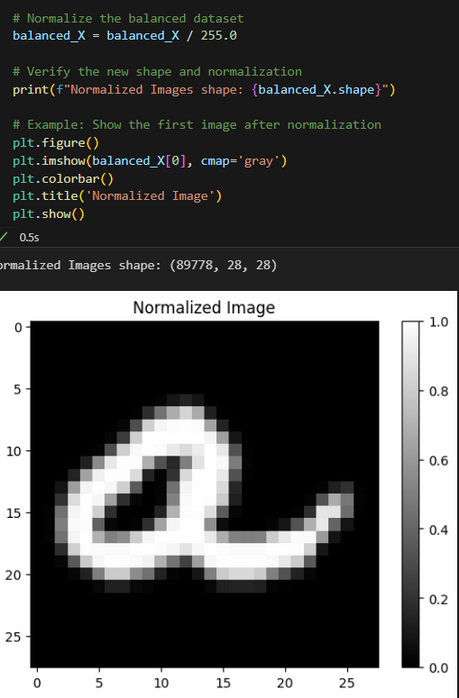 # Normalize the balanced dataset
balanced_X = balanced_X / 255.0
# Verify the new shape and normalization
print(f"Normalized Images shape: {balanced_X.shape}")
# Example: Show the first image after normalization
plt.figure()
plt.imshow(balanced_X[0], cmap='gray')
plt.colorbar()
plt.title('Normalized Image')
plt.show()
0.5s
ormalized Images shape: (89778, 28, 28)
Normalized Image
0
5
10
15
20
25
0 5 10 15 20 25
1.0
0.8
0.6
0.4
0.2
0.0